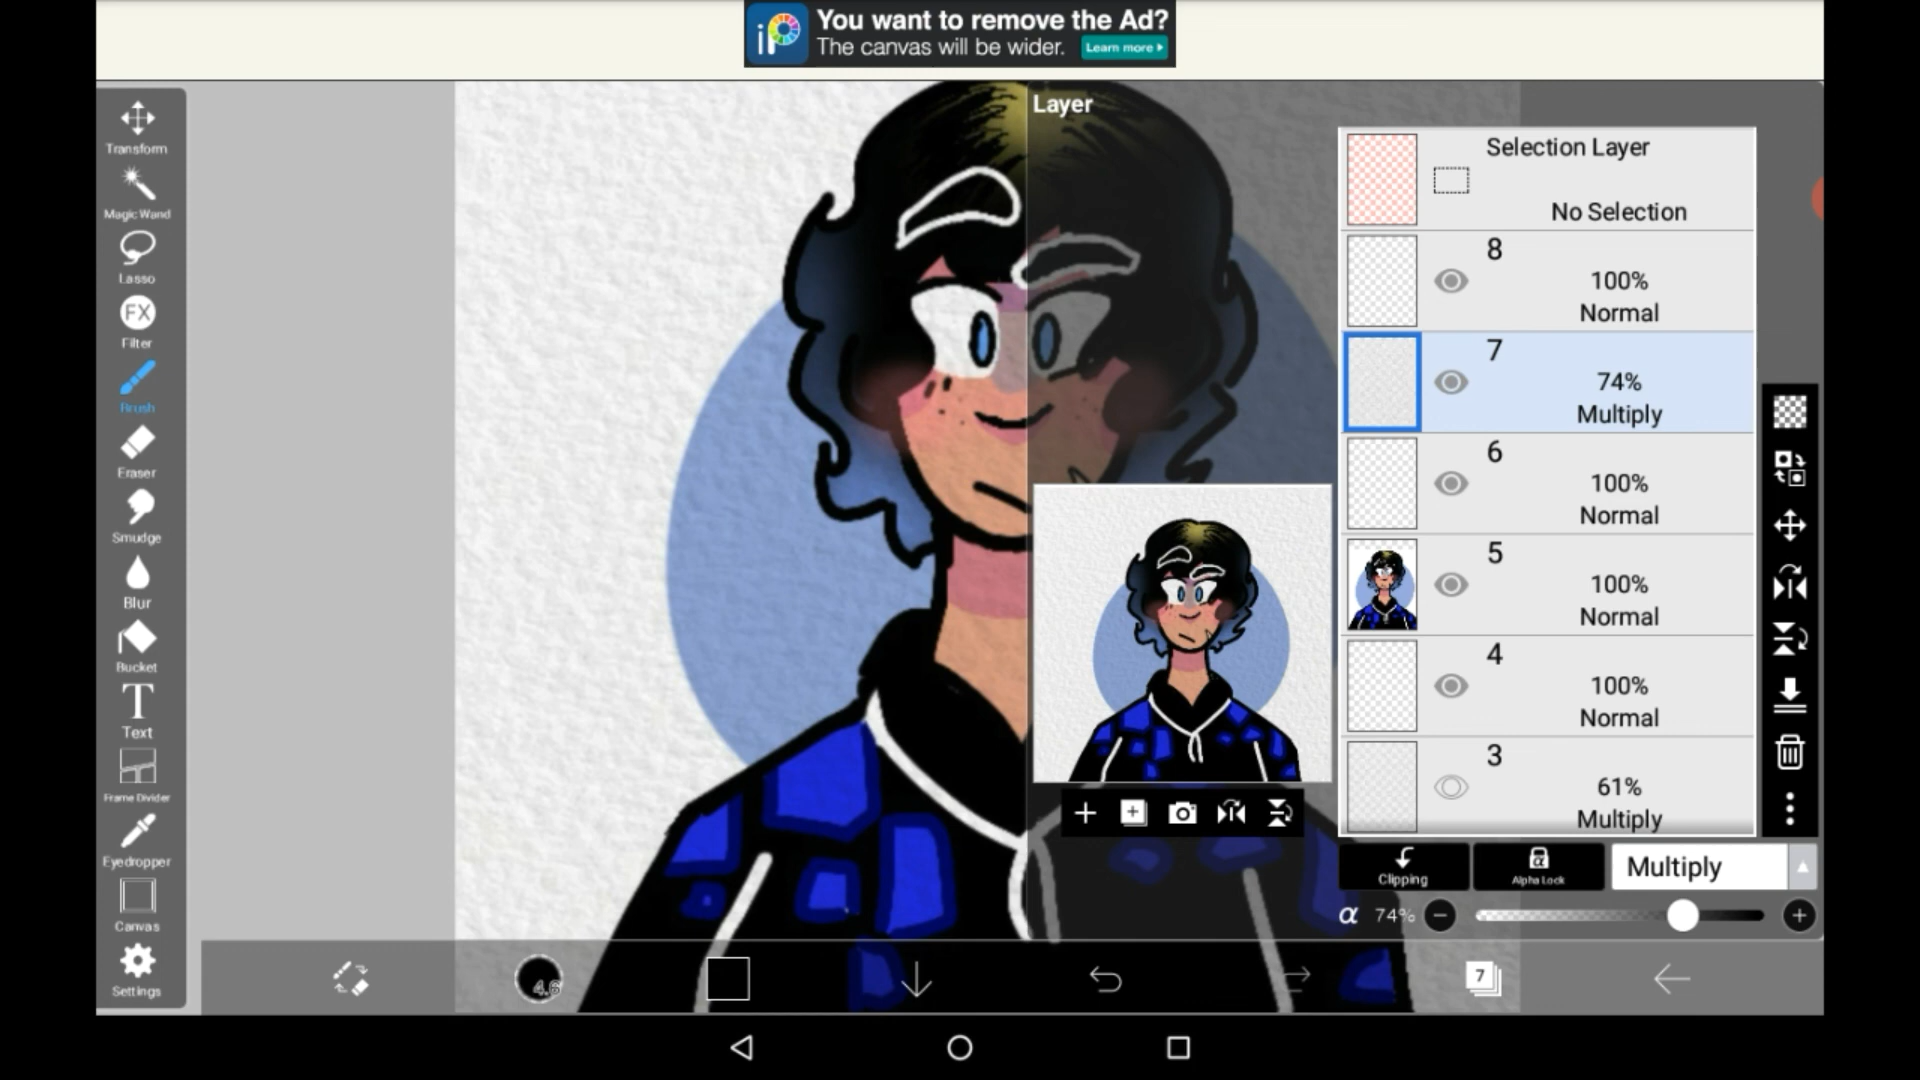 iP
You want to remove the Ad?
The canvas will be wider.
Learn more
Transform
Magic Wand
Lasso
FX
Filter
Brush
Eraser
Smudge
Blur
Bucket
T
Text
Frame Divider
Eyedropper
Canvas
Settings
Layer
Selection Layer
No Selection
8
100%
Normal
7
74%
Multiply
6
100%
Normal
5
100%
Normal
4
100%
Normal
3
61%
Multiply
Clipping
α
Alpha Lock
Multiply
α 74%
4.6
7